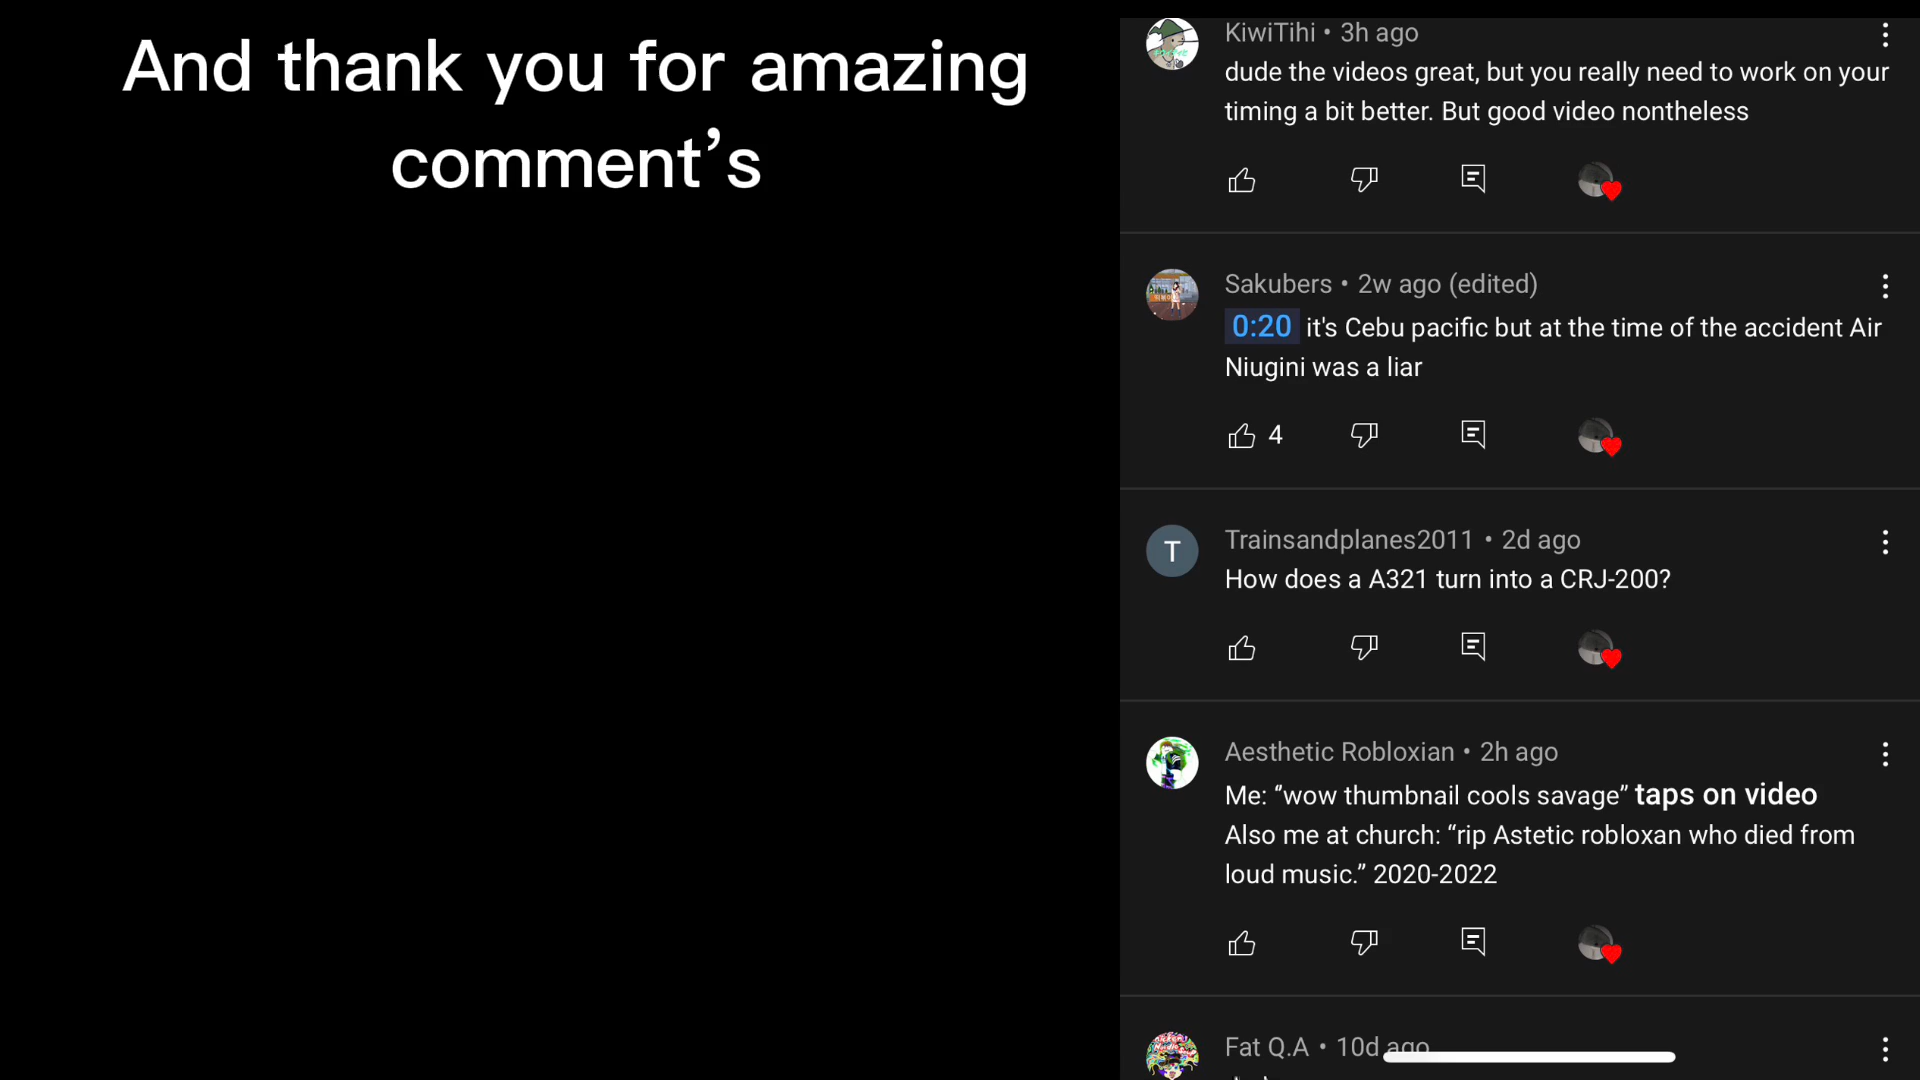 And thank you for amazing
comment’s
KiwiTihi • 3h ago
dude the videos great, but you really need to work on your
timing a bit better. But good video nontheless
Sakubers • 2w ago (edited)
0:20 it's Cebu pacific but at the time of the accident Air
Niugini was a liar
4
T
Trainsandplanes2011 • 2d ago
How does a A321 turn into a CRJ-200?
Aesthetic Robloxian • 2h ago
Me: “wow thumbnail cools savage” taps on video
Also me at church: “rip Astetic robloxan who died from
loud music.” 2020-2022
Fat Q.A • 10d ago